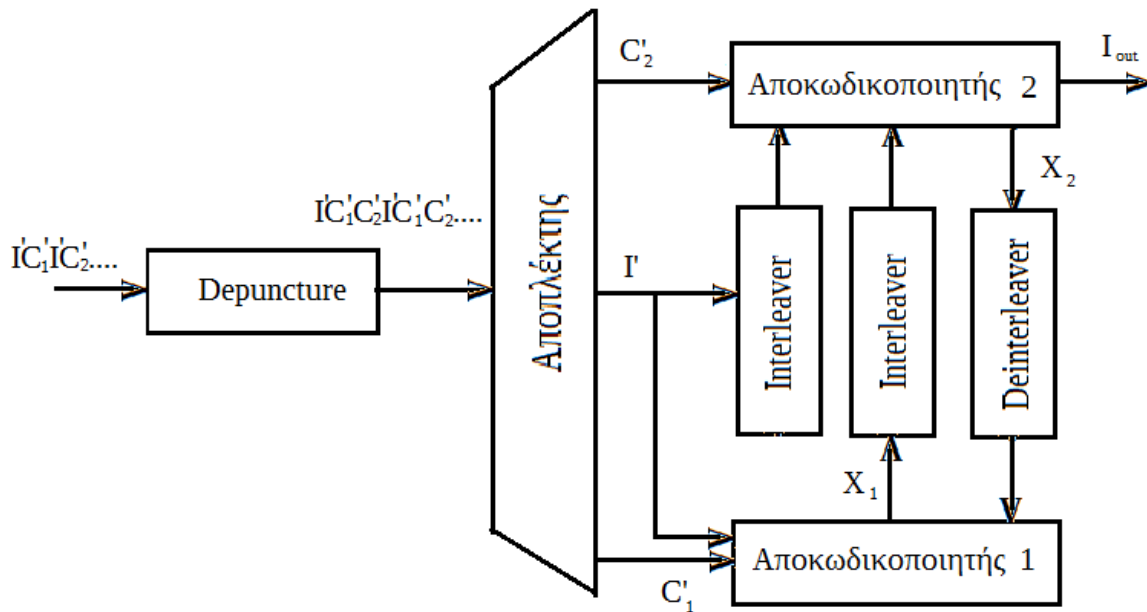 C'₂
Αποκωδικοποιητής 2
I out
X₂
I'C'₁C'₂I'C'₁C'₂....
I'C'₁I'C'₂....
Depuncture
Αποπλέκτης
I'
Interleaver
Interleaver
Deinterleaver
X₁
Αποκωδικοποιητής 1
C'₁